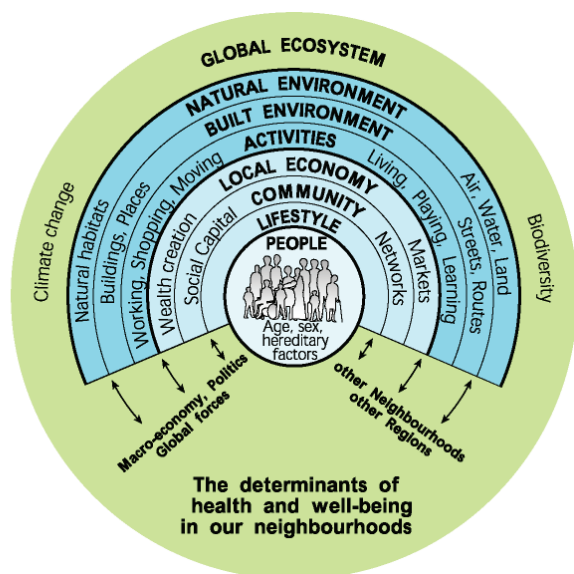 GLOBAL ECOSYSTEM
NATURAL ENVIRONMENT
BUILT ENVIRONMENT
ACTIVITIES
LOCAL ECONOMY
COMMUNITY
LIFESTYLE
PEOPLE
Age, sex,
hereditary
factors
Climate change
Natural habitats
Buildings, Places
Working, Shopping, Moving
Wealth creation
Social Capital
Networks
Markets
Living, Playing, Learning
Streets, Routes
Air, Water, Land
Biodiversity
Macro-economy, Politics
Global forces
other Neighbourhoods
other Regions
The determinants of
health and well-being
in our neighbourhoods